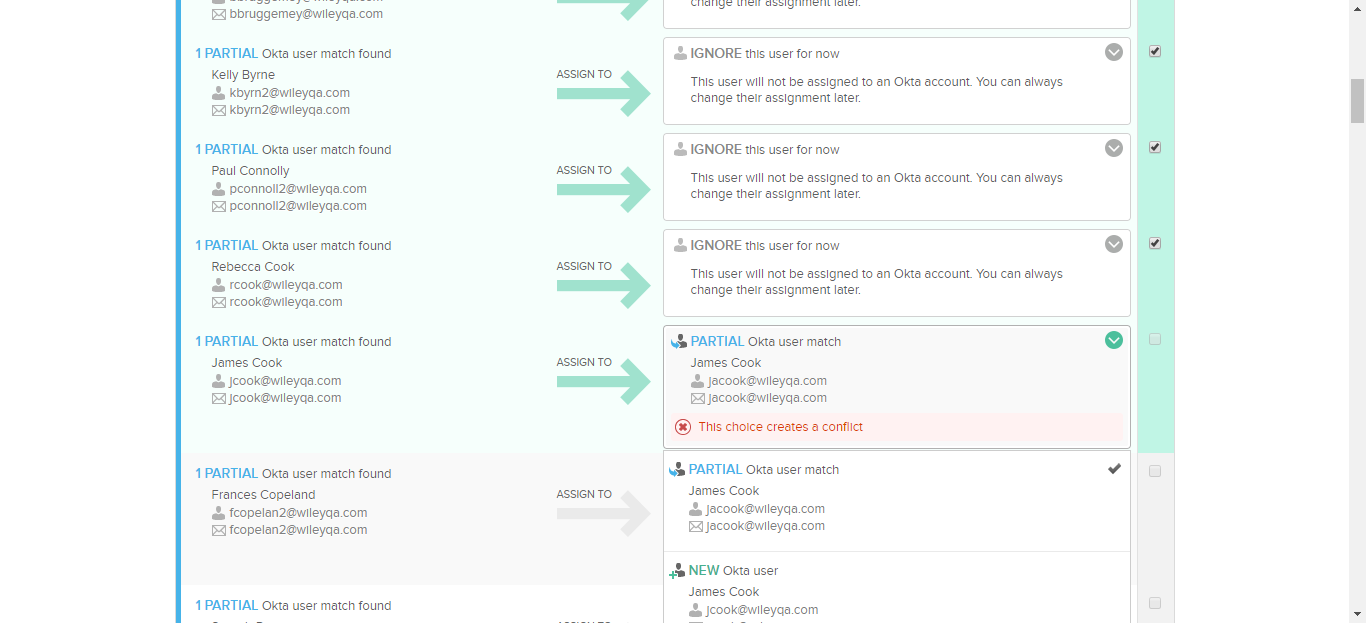 bbruggemey@wileyqa.com
change their assignment later.
1 PARTIAL Okta user match found
Kelly Byrne
kbyrn2@wileyqa.com
kbyrn2@wileyqa.com
ASSIGN TO
IGNORE this user for now
This user will not be assigned to an Okta account. You can always
change their assignment later.
1 PARTIAL Okta user match found
Paul Connolly
pconnoll2@wileyqa.com
pconnoll2@wileyqa.com
ASSIGN TO
IGNORE this user for now
This user will not be assigned to an Okta account. You can always
change their assignment later.
1 PARTIAL Okta user match found
Rebecca Cook
rcook@wileyqa.com
rcook@wileyqa.com
ASSIGN TO
IGNORE this user for now
This user will not be assigned to an Okta account. You can always
change their assignment later.
1 PARTIAL Okta user match found
James Cook
jcook@wileyqa.com
jcook@wileyqa.com
ASSIGN TO
PARTIAL Okta user match
James Cook
jacook@wileyqa.com
jacook@wileyqa.com
This choice creates a conflict
1 PARTIAL Okta user match found
Frances Copeland
fcopelan2@wileyqa.com
fcopelan2@wileyqa.com
ASSIGN TO
PARTIAL Okta user match
James Cook
jacook@wileyqa.com
jacook@wileyqa.com
NEW Okta user
James Cook
jcook@wileyqa.com
1 PARTIAL Okta user match found